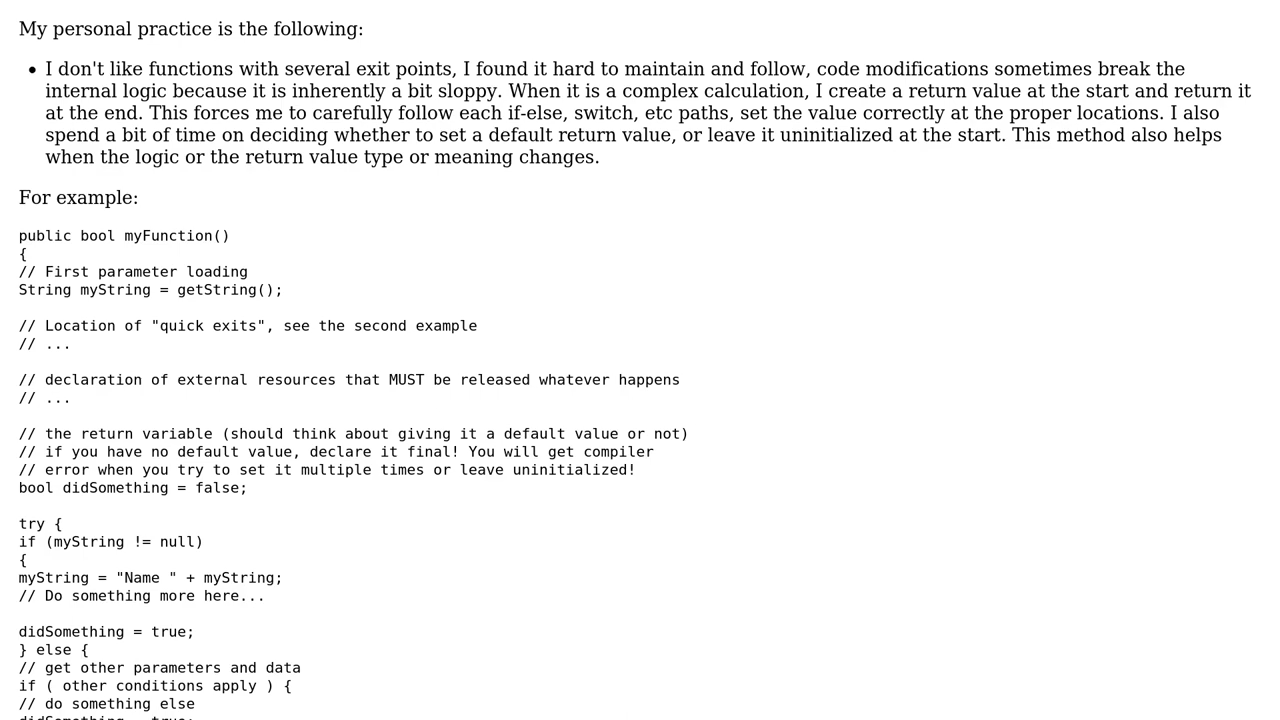 My personal practice is the following:
• I don't like functions with several exit points, I found it hard to maintain and follow, code modifications sometimes break the
internal logic because it is inherently a bit sloppy. When it is a complex calculation, I create a return value at the start and return it
at the end. This forces me to carefully follow each if-else, switch, etc paths, set the value correctly at the proper locations. I also
spend a bit of time on deciding whether to set a default return value, or leave it uninitialized at the start. This method also helps
when the logic or the return value type or meaning changes.
For example:
public bool myFunction()
{
// First parameter loading
String myString = getString();
// Location of "quick exits", see the second example
// ...
// declaration of external resources that MUST be released whatever happens
// ...
// the return variable (should think about giving it a default value or not)
// if you have no default value, declare it final! You will get compiler
// error when you try to set it multiple times or leave uninitialized!
bool didSomething = false;
try {
if (myString != null)
{
myString = "Name " + myString;
// Do something more here...
didSomething = true;
} else {
// get other parameters and data
if ( other conditions apply ) {
// do something else
didSomething = true;